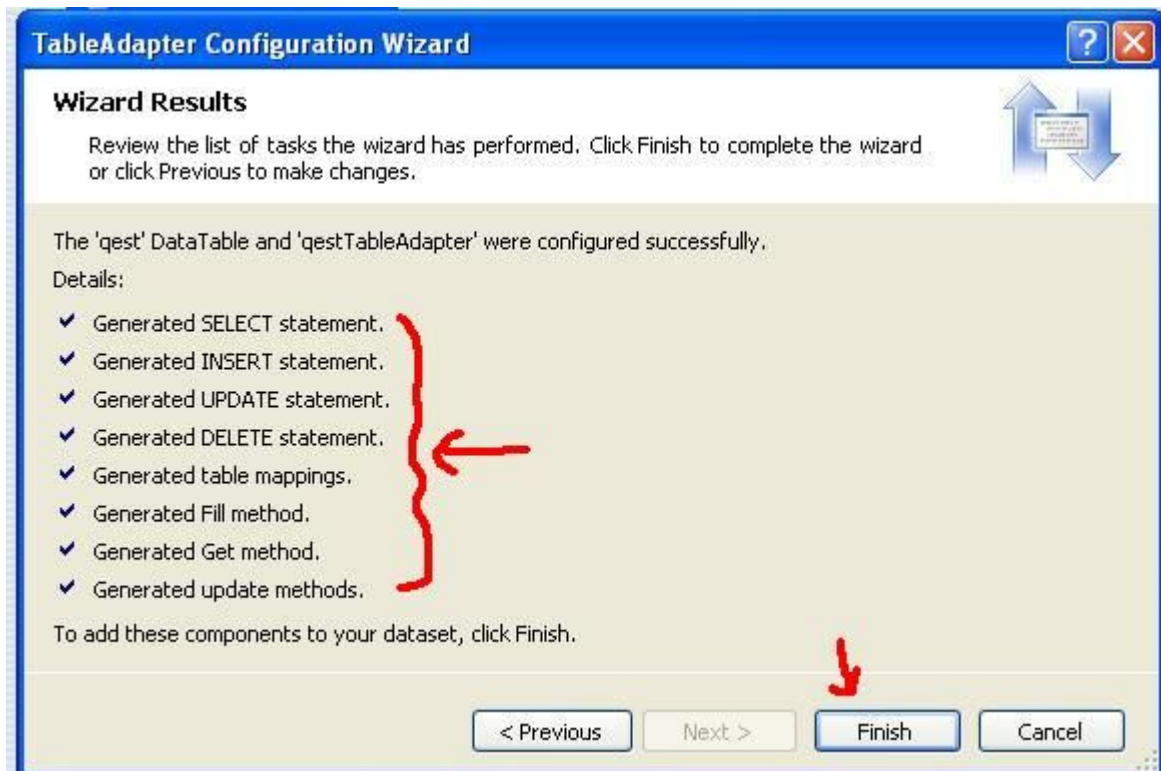 TableAdapter Configuration Wizard
Wizard Results
Review the list of tasks the wizard has performed. Click Finish to complete the wizard
or click Previous to make changes.
The 'qest' DataTable and 'qestTableAdapter' were configured successfully.
Details:
Generated SELECT statement.
Generated INSERT statement.
Generated UPDATE statement.
Generated DELETE statement.
Generated table mappings.
Generated Fill method.
Generated Get method.
Generated update methods.
To add these components to your dataset, click Finish.
< Previous Next > Finish Cancel